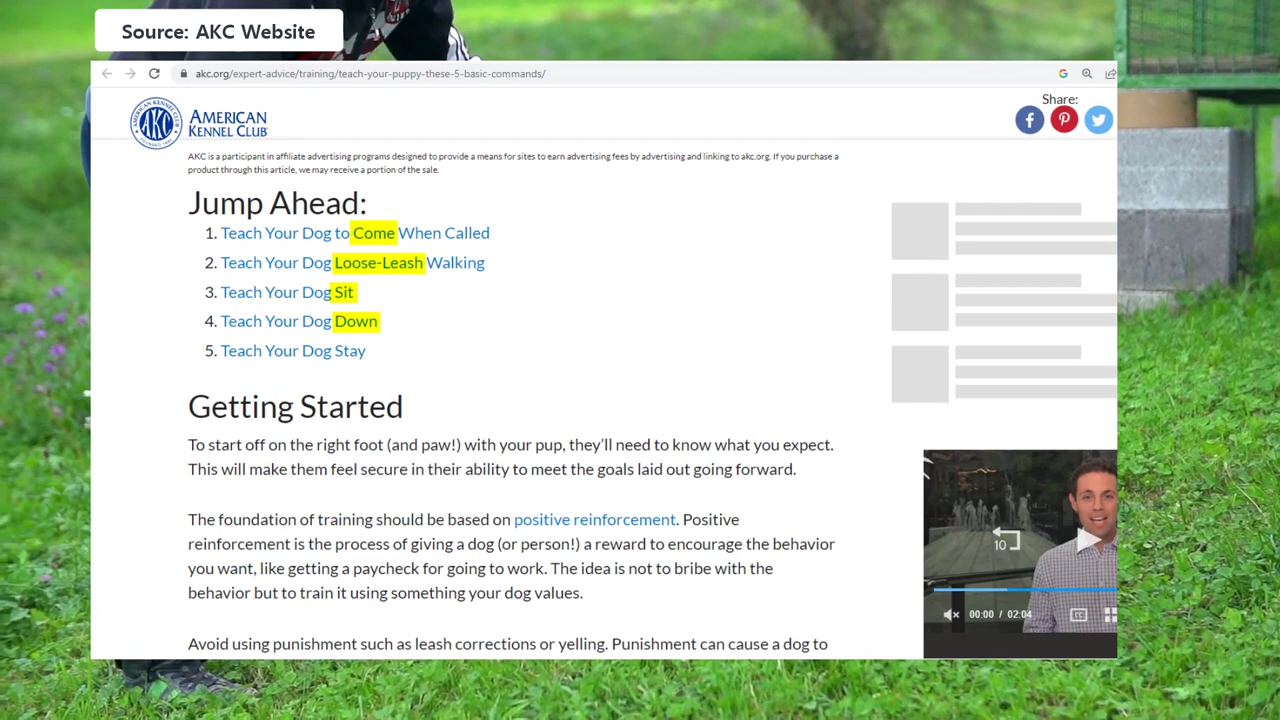 Source: AKC Website
akc.org/expert-advice/training/teach-your-puppy-these-5-basic-commands/
AKC
FOUNDED 1884
AMERICAN
KENNEL CLUB®
Share:
AKC is a participant in affiliate advertising programs designed to provide a means for sites to earn advertising fees by advertising and linking to akc.org. If you purchase a
product through this article, we may receive a portion of the sale.
Jump Ahead:
1. Teach Your Dog to Come When Called
2. Teach Your Dog Loose-Leash Walking
3. Teach Your Dog Sit
4. Teach Your Dog Down
5. Teach Your Dog Stay
Getting Started
To start off on the right foot (and paw!) with your pup, they’ll need to know what you expect.
This will make them feel secure in their ability to meet the goals laid out going forward.
The foundation of training should be based on positive reinforcement. Positive
reinforcement is the process of giving a dog (or person!) a reward to encourage the behavior
you want, like getting a paycheck for going to work. The idea is not to bribe with the
behavior but to train it using something your dog values.
Avoid using punishment such as leash corrections or yelling. Punishment can cause a dog to
10
00:00 / 02:04
CC